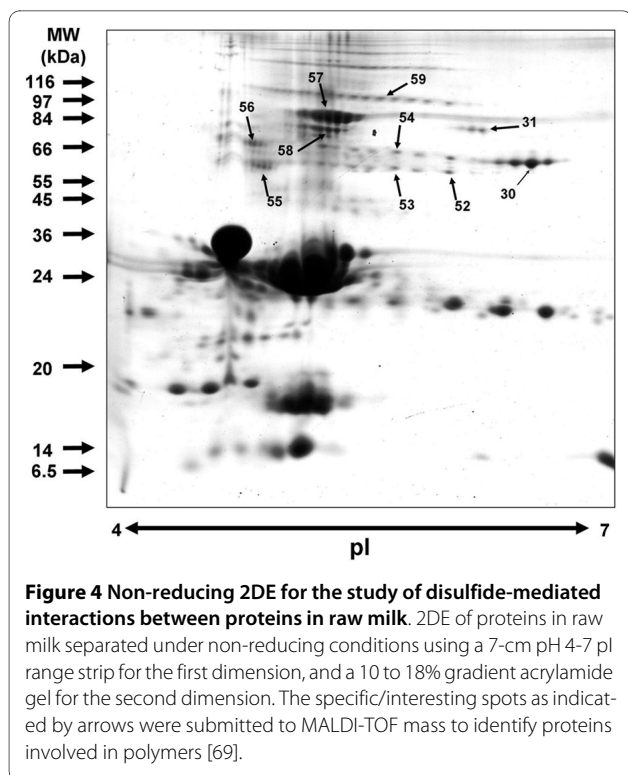 MW
(kDa)
116
97
84
66
55
45
36
24
20
14
6.5
57
59
56
54
31
58
30
55
53
52
4
7
pI
Figure 4 Non-reducing 2DE for the study of disulfide-mediated
interactions between proteins in raw milk. 2DE of proteins in raw
milk separated under non-reducing conditions using a 7-cm pH 4-7 pI
range strip for the first dimension, and a 10 to 18% gradient acrylamide
gel for the second dimension. The specific/interesting spots as indicat-
ed by arrows were submitted to MALDI-TOF mass to identify proteins
involved in polymers [69].